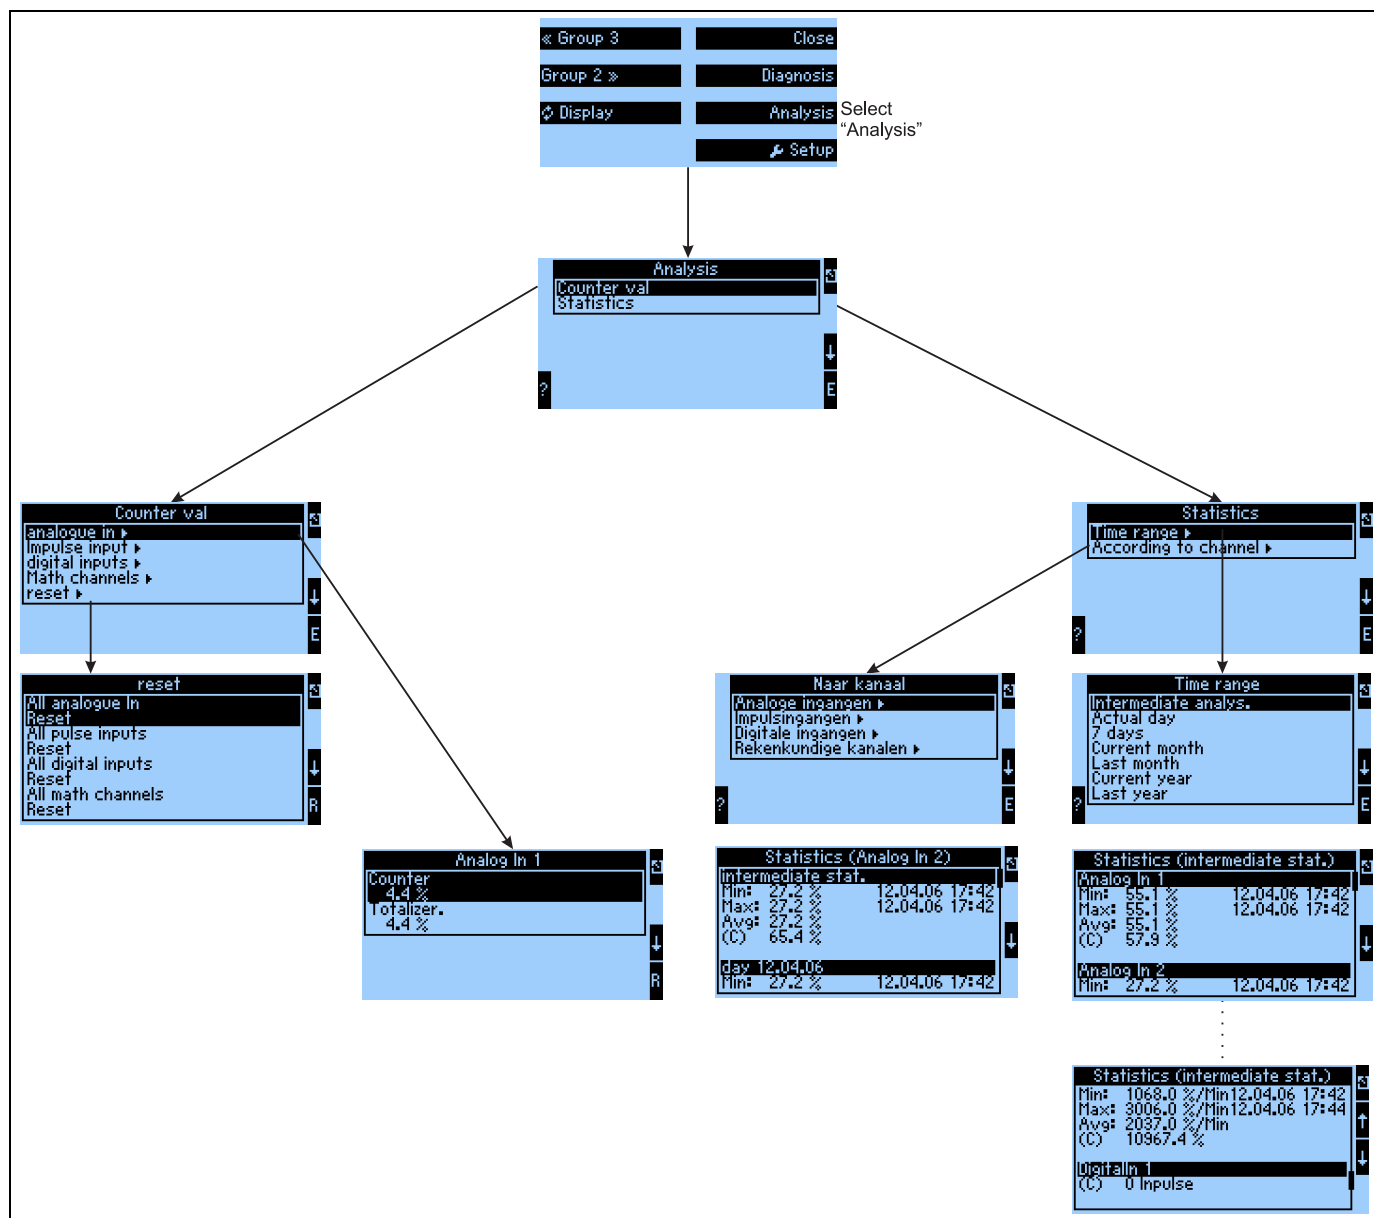 « Group 3
Close
Group 2 »
Diagnosis
Display
Analysis
Setup
Select
“Analysis”
Analysis
Counter val
Statistics
?
E
Counter val
analogue in
Impulse input
digital inputs
Math channels
reset
E
Statistics
Time range
According to channel
?
E
reset
All analogue In
Reset
All pulse inputs
Reset
All digital inputs
Reset
All math channels
Reset
R
Naar kanaal
Analoge ingangen
Impulsingangen
Digitale ingangen
Rekenkundige kanalen
?
E
Time range
Intermediate analys.
Actual day
7 days
Current month
Last month
Current year
Last year
?
E
Analog In 1
Counter
4.4 %
Totalizer.
4.4 %
R
Statistics (Analog In 2)
intermediate stat.
Min: 27.2 % 12.04.06 17:42
Max: 27.2 % 12.04.06 17:42
Avg: 27.2 %
(C) 65.4 %
day 12.04.06
Min: 27.2 % 12.04.06 17:42
Statistics (intermediate stat.)
Analog In 1
Min: 55.1 % 12.04.06 17:42
Max: 55.1 % 12.04.06 17:42
Avg: 55.1 %
(C) 57.9 %
Analog In 2
Min: 27.2 % 12.04.06 17:42
Statistics (intermediate stat.)
Min: 1068.0 %/Min12.04.06 17:42
Max: 3006.0 %/Min12.04.06 17:44
Avg: 2037.0 %/Min
(C) 10967.4 %
DigitalIn 1
(C) 0 Inpulse